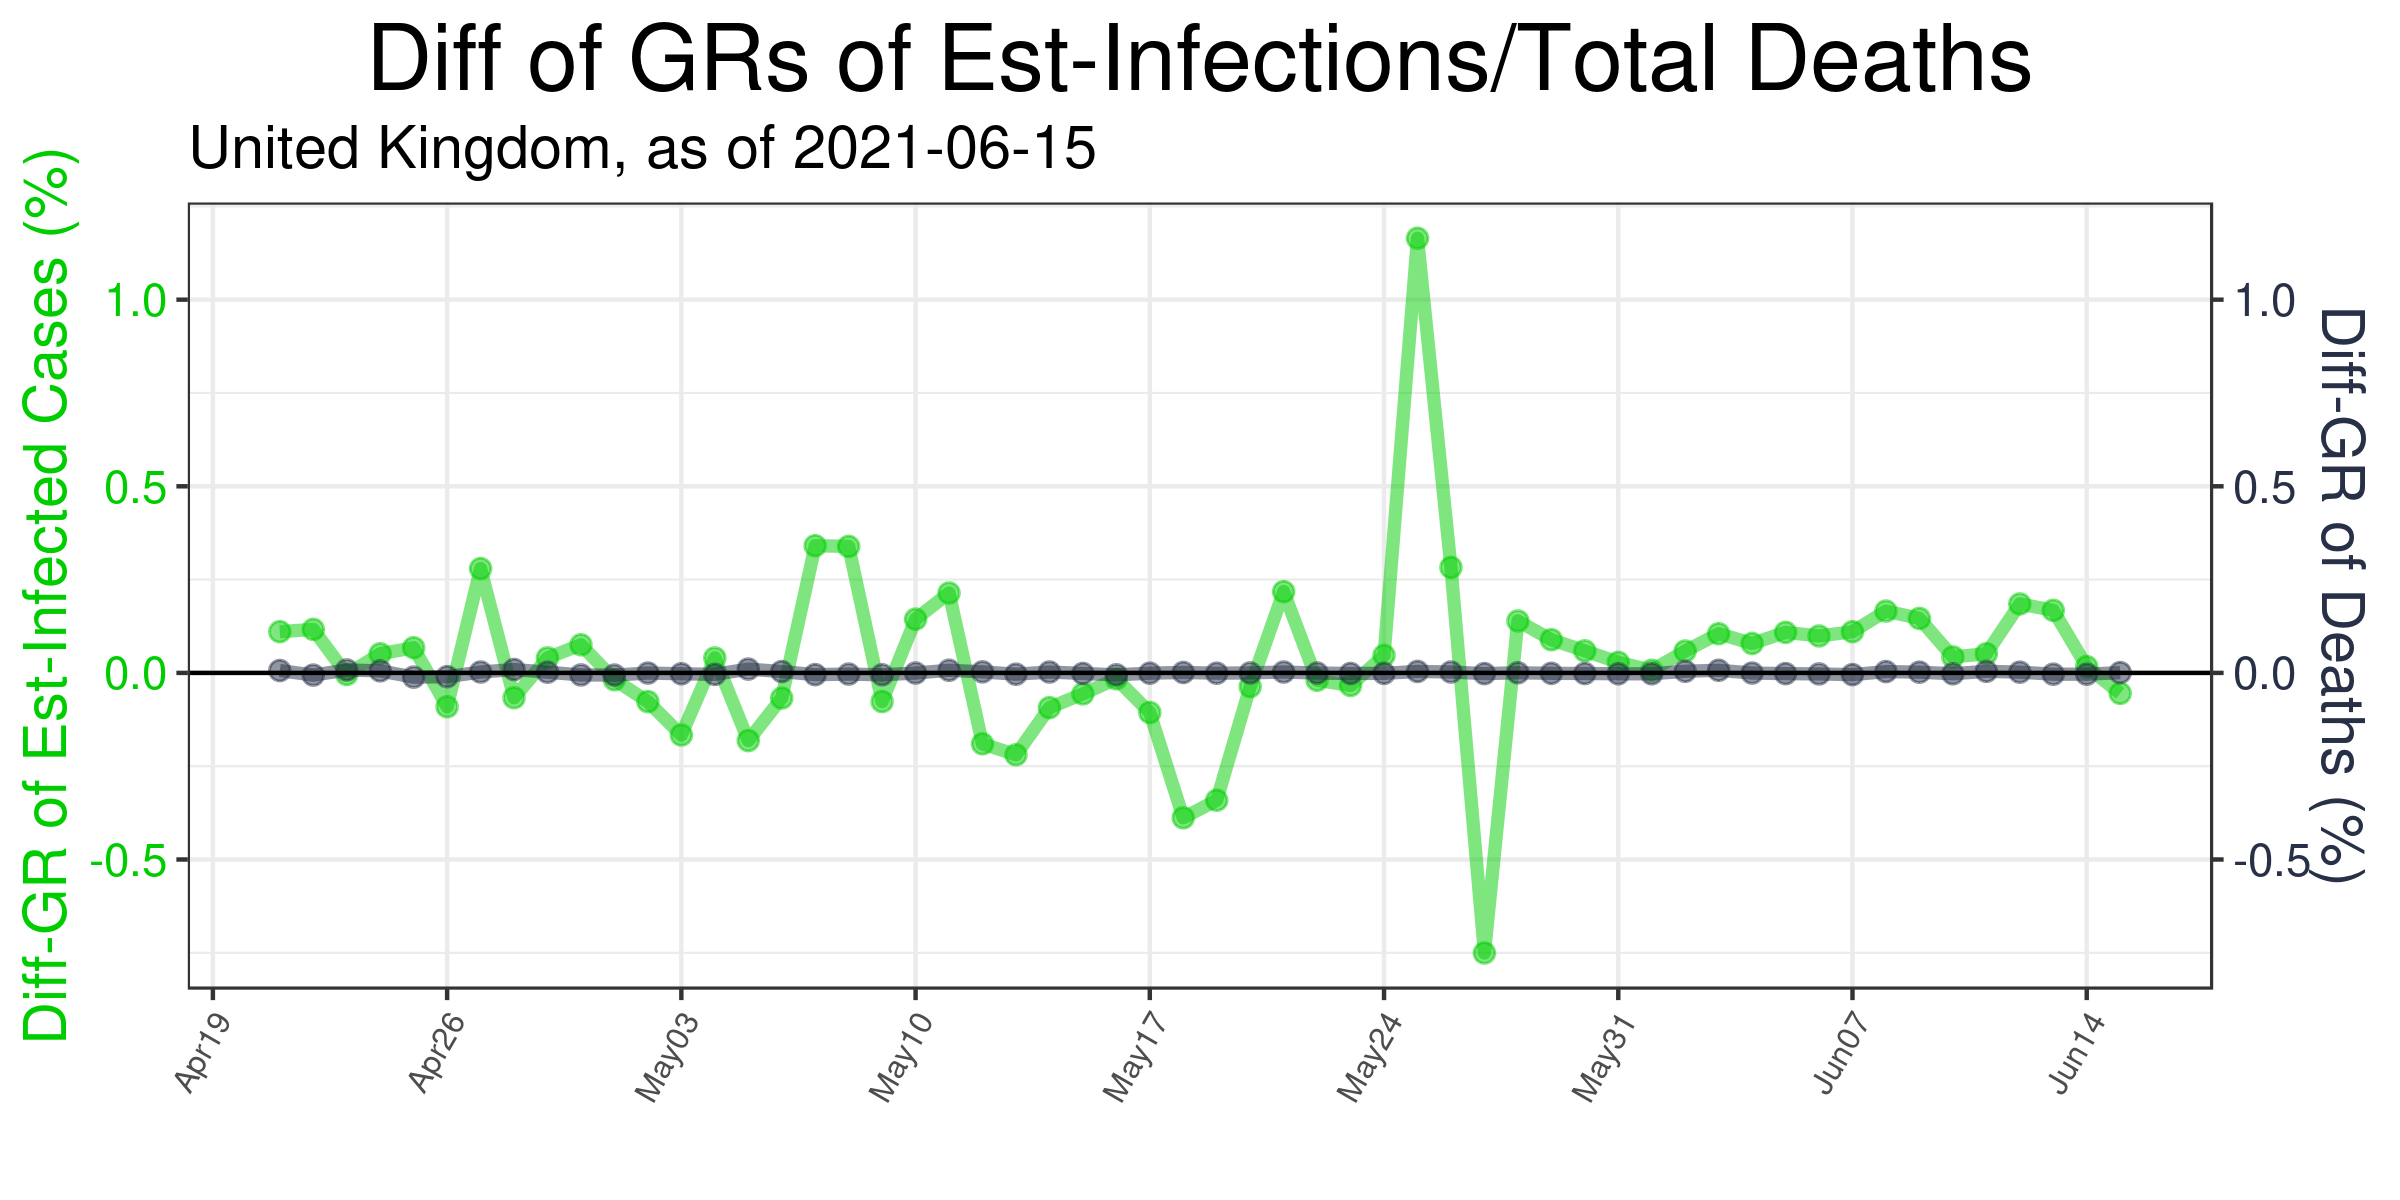 Diff of GRs of Est-Infections/Total Deaths
United Kingdom, as of 2021-06-15
Diff-GR of Est-Infected Cases (%)
1.0
0.5
0.0
-0.5
1.0
0.5
0.0
-0.5
Diff-GR of Deaths (%)
Apr19
Apr26
May03
May10
May17
May24
May31
Jun07
Jun14